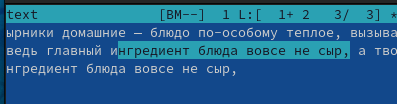 text [BM--] 1 L:[ 1+ 2 3/ 3] *
ырники домашние — блюдо по-особому теплое, вызыва
ведь главный ингредиент блюда вовсе не сыр, а тво
нгредиент блюда вовсе не сыр,